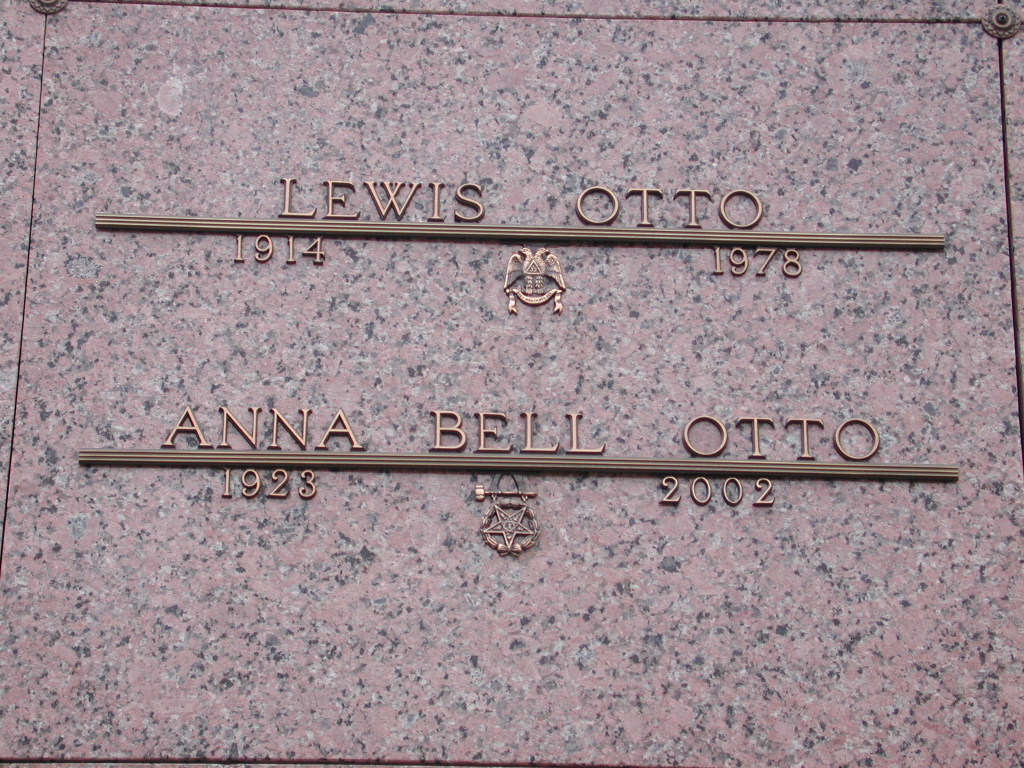 LEWIS OTTO
1914 1978
ANNA BELL OTTO
1923 2002